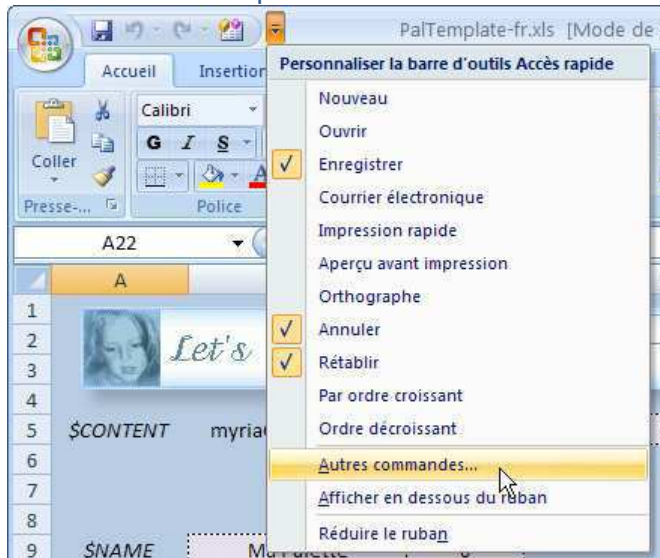 PalTemplate-fr.xls [Mode de
Accueil Insertion
Personnaliser la barre d'outils Accès rapide
Nouveau
Ouvrir
Enregistrer
Courrier électronique
Impression rapide
Aperçu avant impression
Orthographe
Annuler
Rétablir
Par ordre croissant
Ordre décroissant
Autres commandes...
Afficher en dessous du ruban
Réduire le ruban
Calibri
G I S A
Coller
Presse-... Police
A22
A
1
2 Let's
3
4
5 $CONTENT
6
7
8
9 $NAME